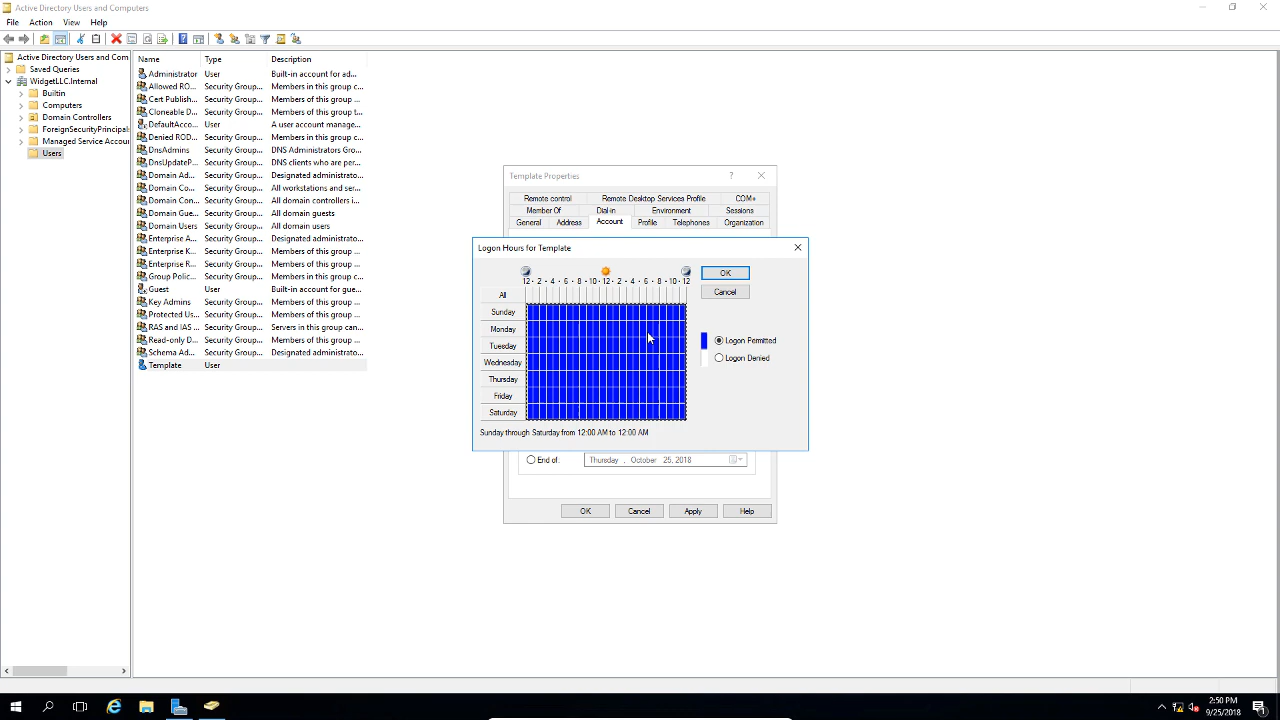 Active Directory Users and Computers
File Action View Help
Active Directory Users and Com
Saved Queries
WidgetLLC.Internal
Builtin
Computers
Domain Controllers
ForeignSecurityPrincipal:
Managed Service Accour
Users
Name Type Description
Administrator User Built-in account for ad...
Allowed RO... Security Group... Members in this group c...
Cert Publish... Security Group... Members of this group ...
Cloneable D... Security Group... Members of this group t...
DefaultAcco... User A user account manage...
Denied ROD... Security Group... Members in this group c...
DnsAdmins Security Group... DNS Administrators Gro...
DnsUpdateP... Security Group... DNS clients who are per...
Domain Ad... Security Group... Designated administrato...
Domain Co... Security Group... All workstations and ser...
Domain Con... Security Group... All domain controllers i...
Domain Gue... Security Group... All domain guests
Domain Users Security Group... All domain users
Enterprise A... Security Group... Designated administrato...
Enterprise K... Security Group... Members of this group ...
Enterprise R... Security Group... Members of this group ...
Group Polic... Security Group... Members in this group c...
Guest User Built-in account for gue...
Key Admins Security Group... Members of this group ...
Protected Us... Security Group... Members of this group ...
RAS and IAS ... Security Group... Servers in this group can...
Read-only D... Security Group... Members of this group ...
Schema Ad... Security Group... Designated administrato...
Template User
Template Properties ?
Remote control Remote Desktop Services Profile COM+
Member Of Dial-in Environment Sessions
General Address Account Profile Telephones Organization
Logon Hours for Template
12 · 2 · 4 · 6 · 8 · 10 · 12 · 2 · 4 · 6 · 8 · 10 · 12
All
Sunday
Monday
Tuesday
Wednesday
Thursday
Friday
Saturday
OK
Cancel
Logon Permitted
Logon Denied
Sunday through Saturday from 12:00 AM to 12:00 AM
End of: Thursday , October 25, 2018
OK Cancel Apply Help
2:50 PM
9/25/2018
1